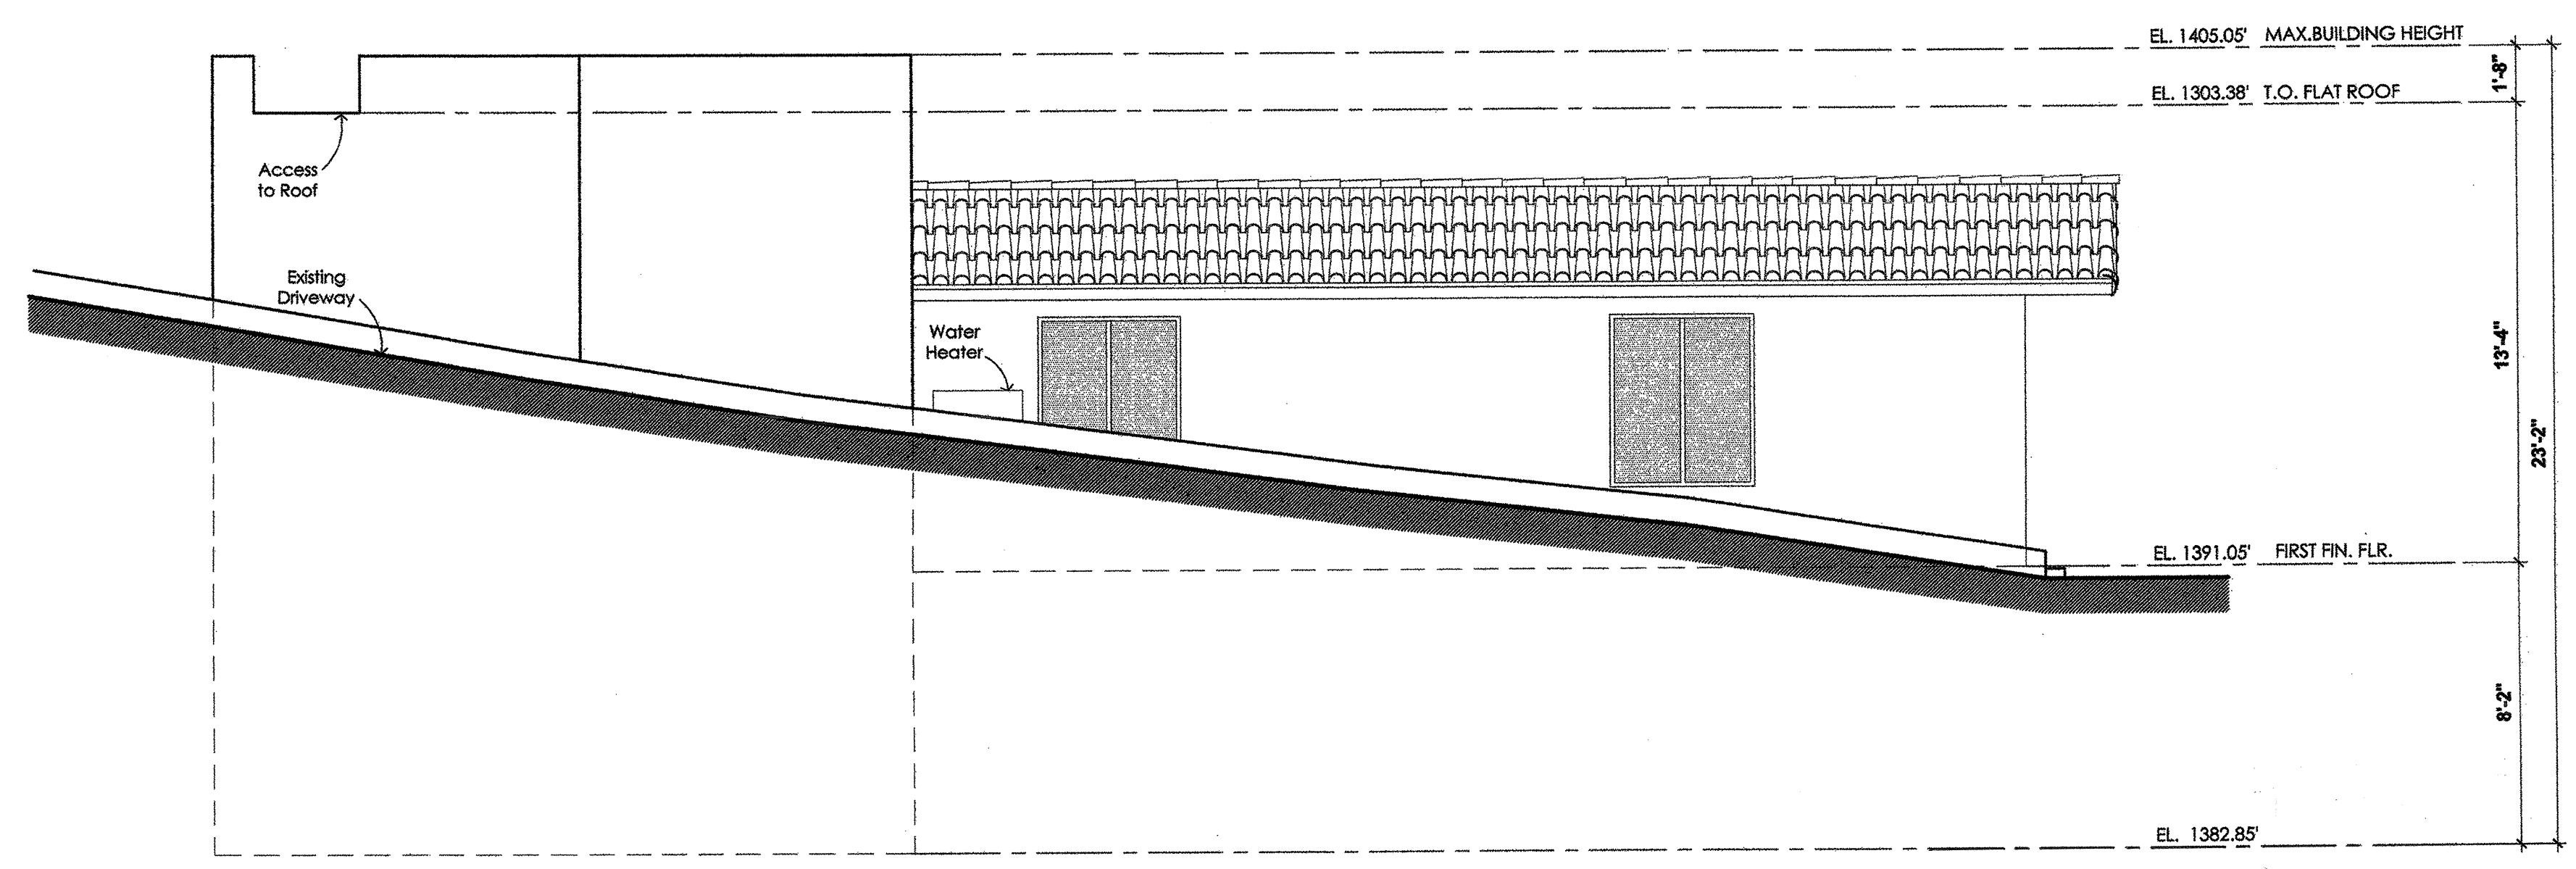 EL. 1405.05' MAX.BUILDING HEIGHT
1'-8"
EL. 1303.38' T.O. FLAT ROOF
Access
to Roof
Existing
Driveway
Water
Heater
13'-4"
23'-2"
EL. 1391.05' FIRST FIN. FLR.
8'-2"
EL. 1382.85'